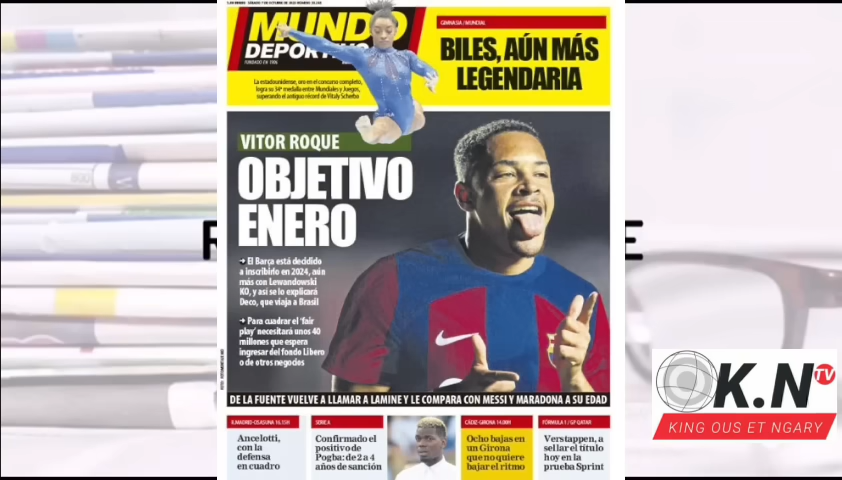 MUNDO
DEPORTIVO
FUNDADO EN 1906
GIMNASIA / MUNDIAL
BILES, AÚN MÁS
LEGENDARIA
La estadounidense, oro en el concurso completo,
logra su 34ª medalla entre Mundiales y Juegos,
superando el antiguo récord de Vitaly Scherbo
VITOR ROQUE
OBJETIVO
ENERO
→ El Barça está decidido
a inscribirlo en 2024, aún
más con Lewandowski
KO, y así se lo explicará
Deco, que viaja a Brasil
→ Para cuadrar el 'fair
play' necesitará unos 40
millones que espera
ingresar del fondo Libero
o de otros negocios
DE LA FUENTE VUELVE A LLAMAR A LAMINE Y LE COMPARA CON MESSI Y MARADONA A SU EDAD
R.MADRID-OSASUNA 16.15H
Ancelotti,
con la
defensa
en cuadro
SERIE A
Confirmado el
positivo de
Pogba: de 2 a 4
años de sanción
CÁDIZ-GIRONA 14.00H
Ocho bajas en
un Girona
que no quiere
bajar el ritmo
FÓRMULA 1 / GP QATAR
Verstappen, a
sellar el título
hoy en la
prueba Sprint
R
E
K.N TV
KING OUS ET NGARY